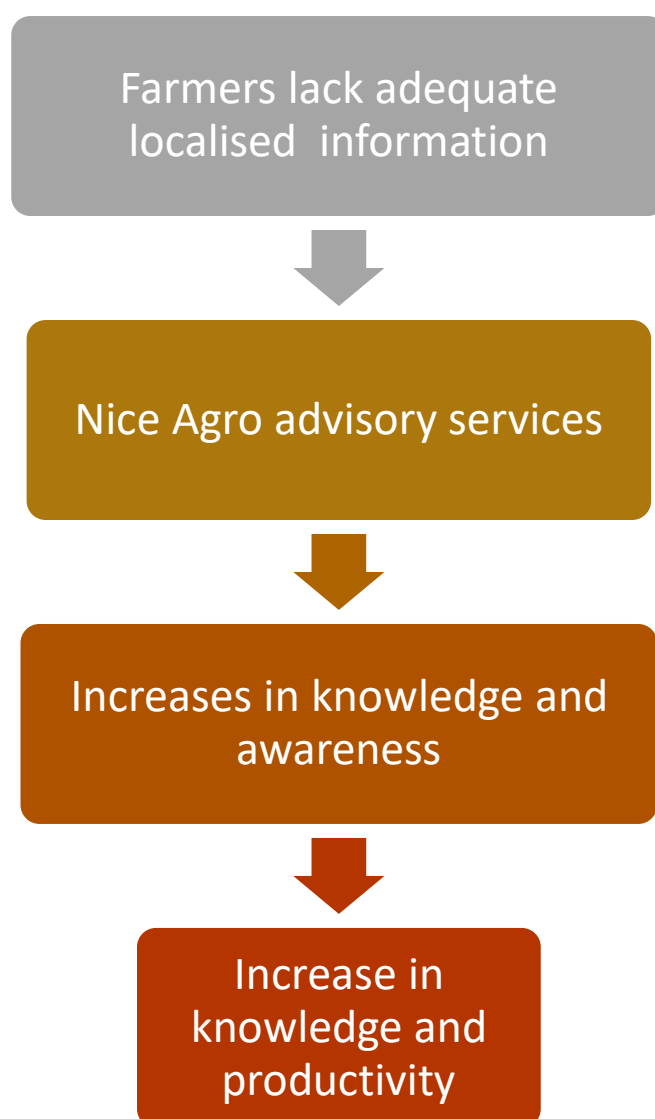 Farmers lack adequate
localised  information
Nice Agro advisory services
Increases in knowledge and
awareness
Increase in
knowledge and
productivity